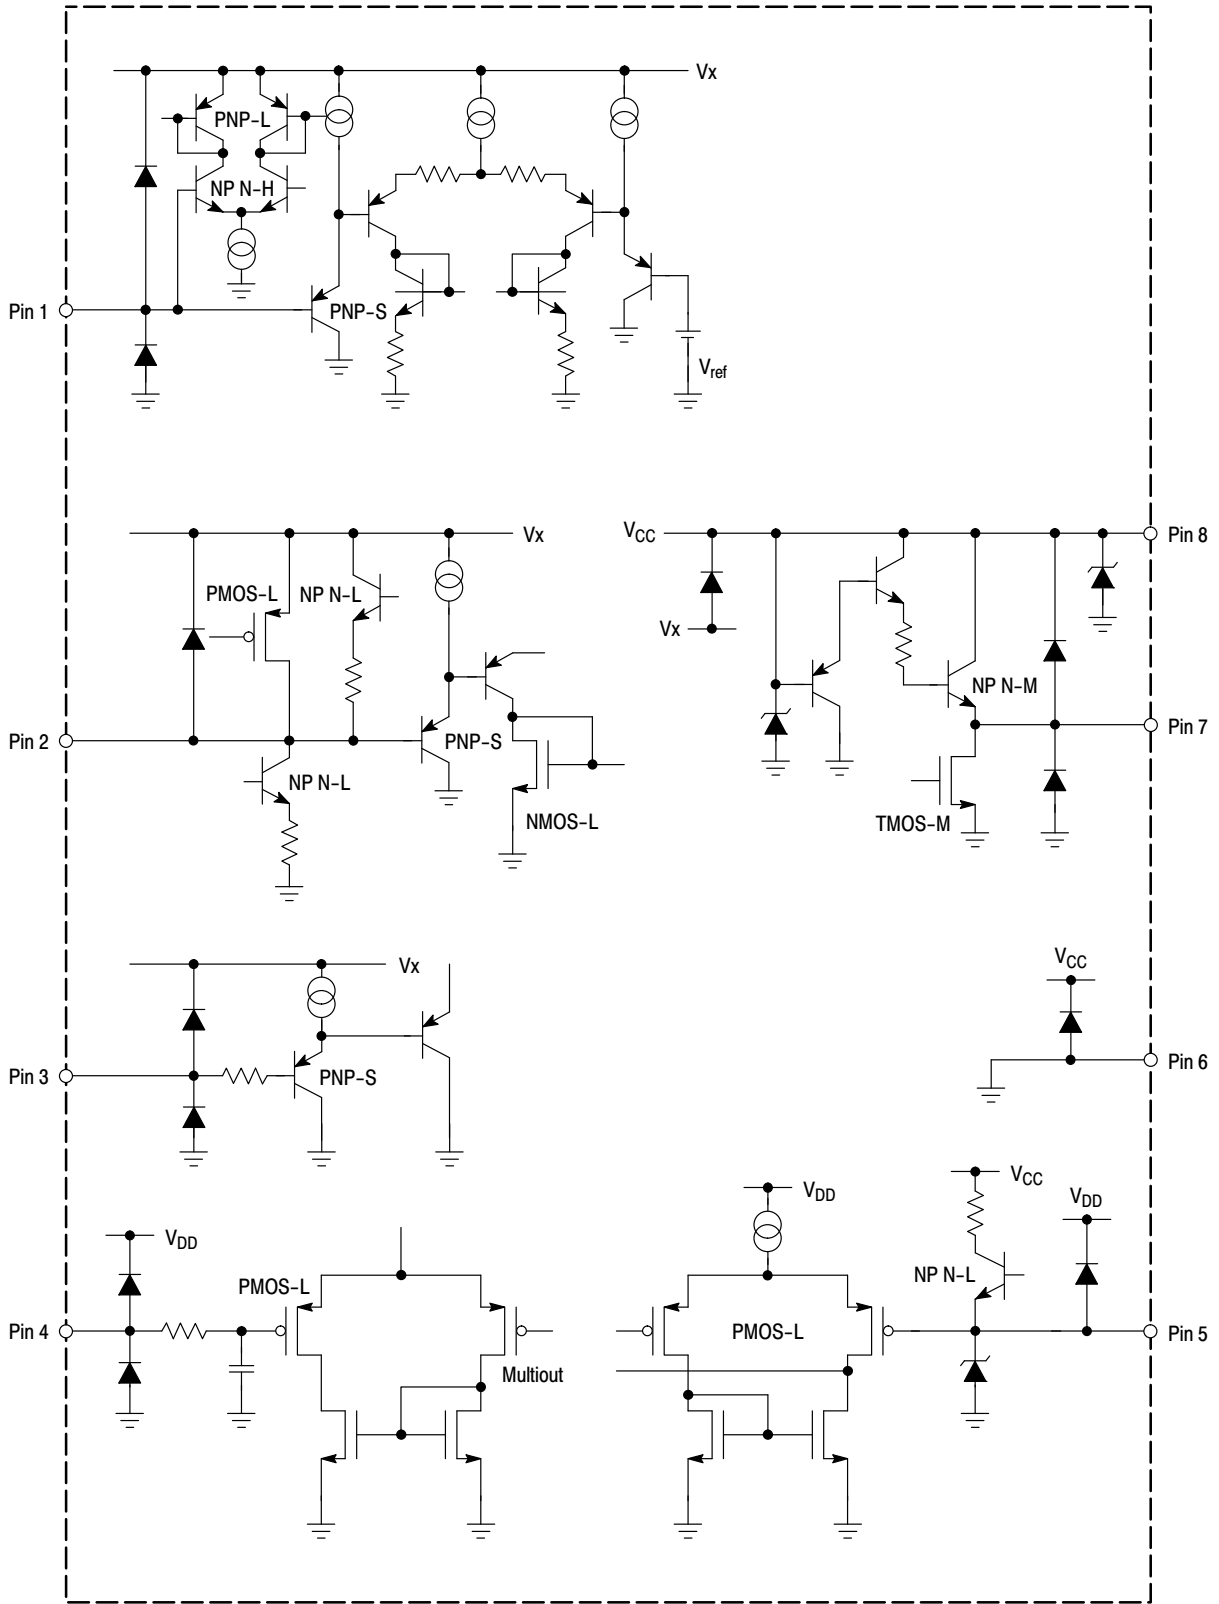 Vx
PNP-L
NP N-H
Pin 1
PNP-S
Vref
Vx
VCC
Pin 8
PMOS-L
NP N-L
Vx
NP N-M
Pin 2
PNP-S
Pin 7
NP N-L
NMOS-L
TMOS-M
Vx
VCC
Pin 3
PNP-S
Pin 6
VDD
VCC
VDD
VDD
NP N-L
PMOS-L
Pin 4
PMOS-L
Pin 5
Multiout